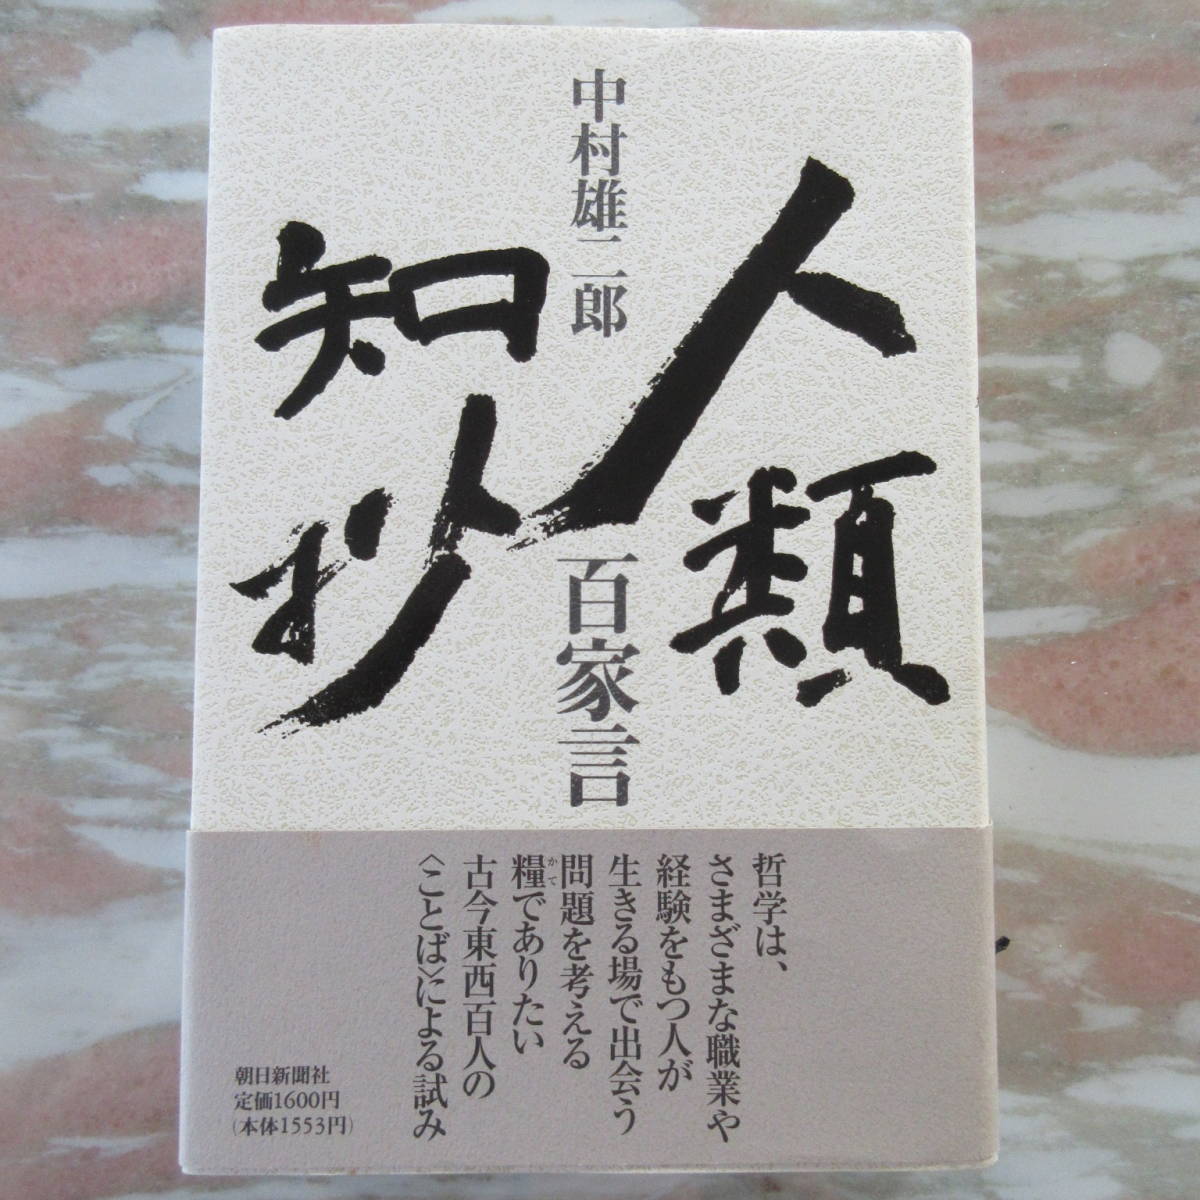 中村雄二郎
人類
知抄
百家言
哲学は、
さまざまな職業や
経験をもつ人が
生きる場で出会う
問題を考える
糧でありたい
かて
古今東西百人の
〈ことば〉による試み
朝日新聞社
定価1600円
(本体1553円)